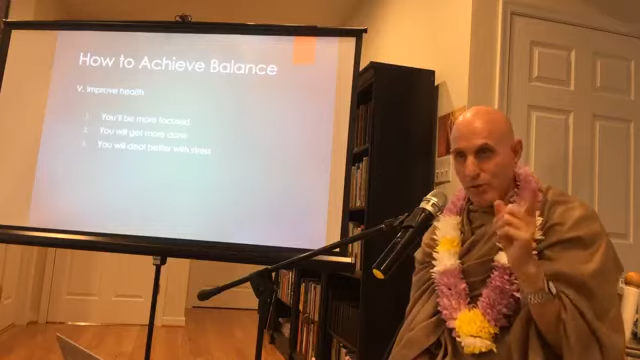 How to Achieve Balance
V. Improve health
1. You'll be more focused
2. You will get more done
3. You will deal better with stress